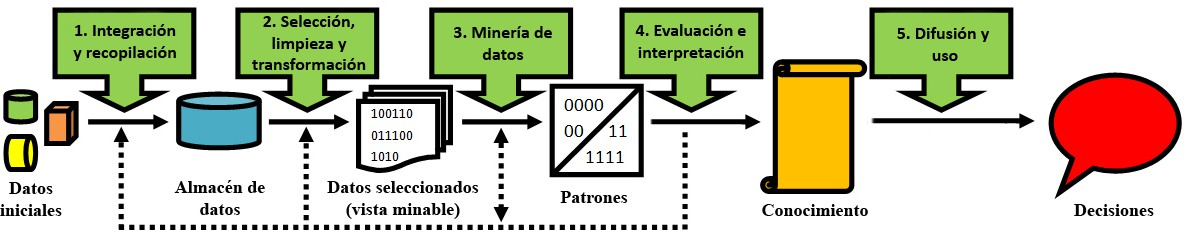 1. Integración
y recopilación
2. Selección,
limpieza y
transformación
3. Minería de
datos
4. Evaluación e
interpretación
5. Difusión y
uso
100110
011100
1010
0000
00 11
1111
Datos
iniciales
Almacén de
datos
Datos seleccionados
(vista minable)
Patrones
Conocimiento
Decisiones